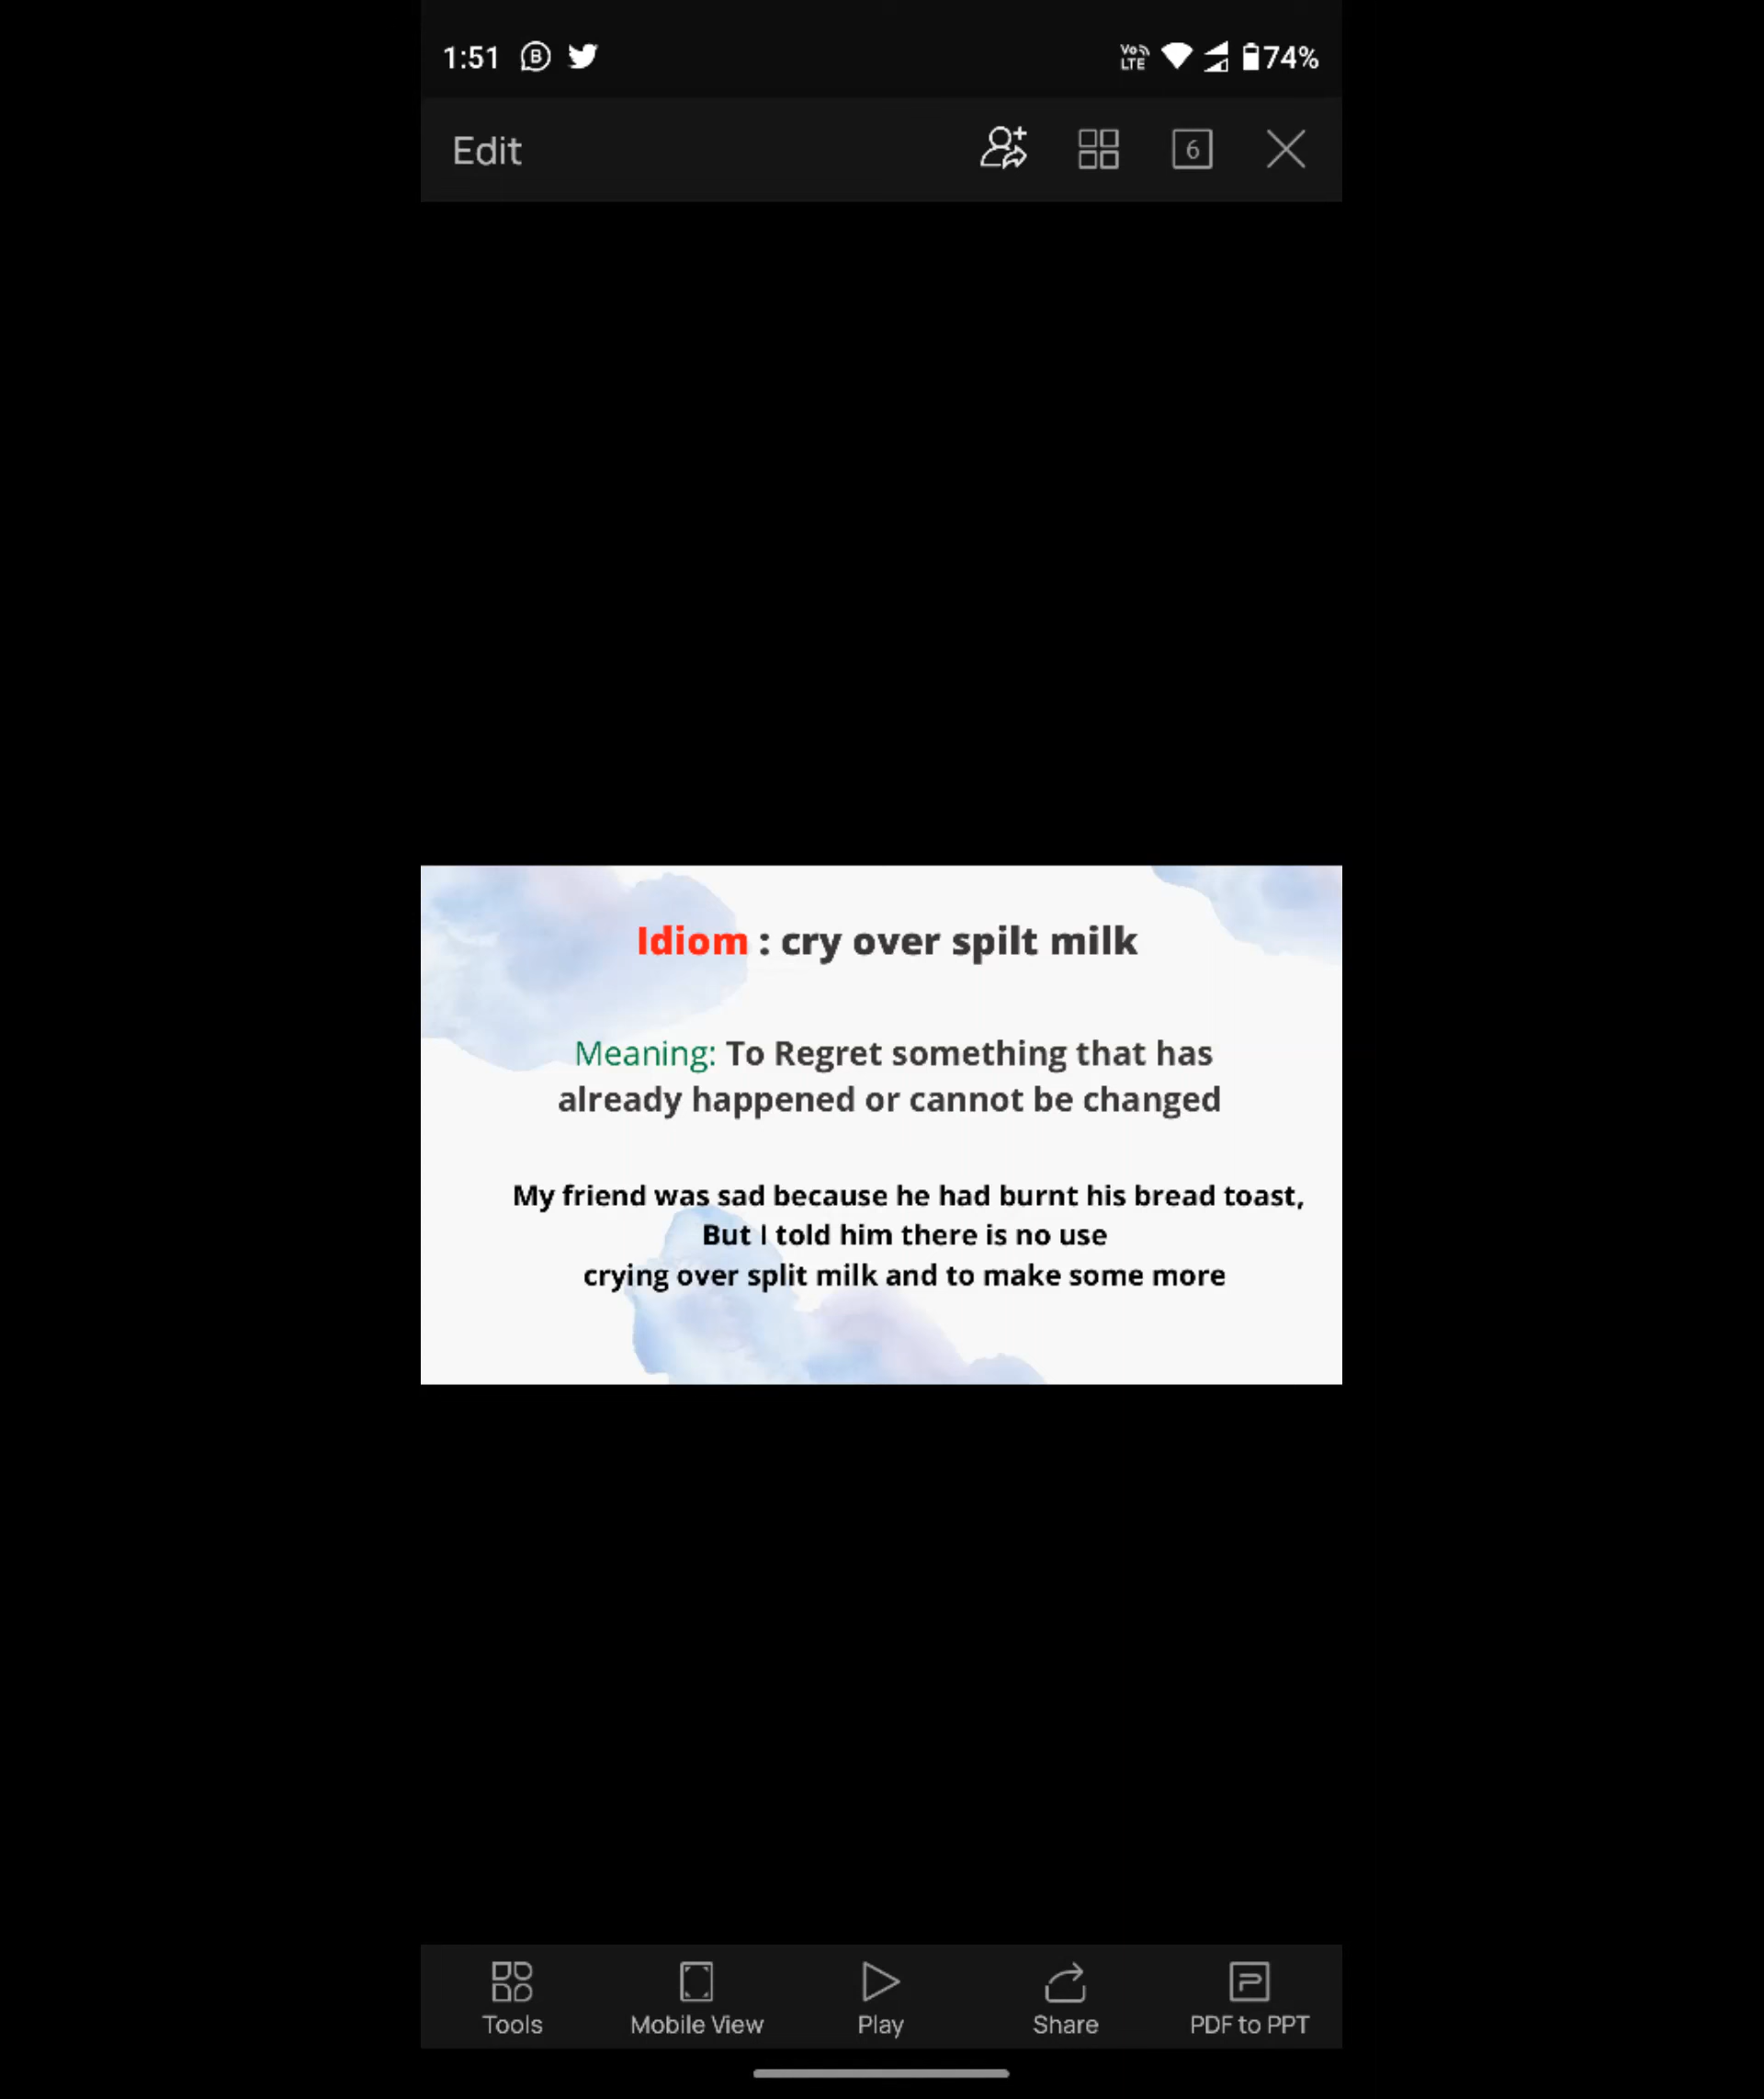 1:51 B Vo LTE 74%
Edit 6
Idiom : cry over spilt milk
Meaning: To Regret something that has
already happened or cannot be changed
My friend was sad because he had burnt his bread toast,
But I told him there is no use
crying over split milk and to make some more
Tools Mobile View Play Share PDF to PPT